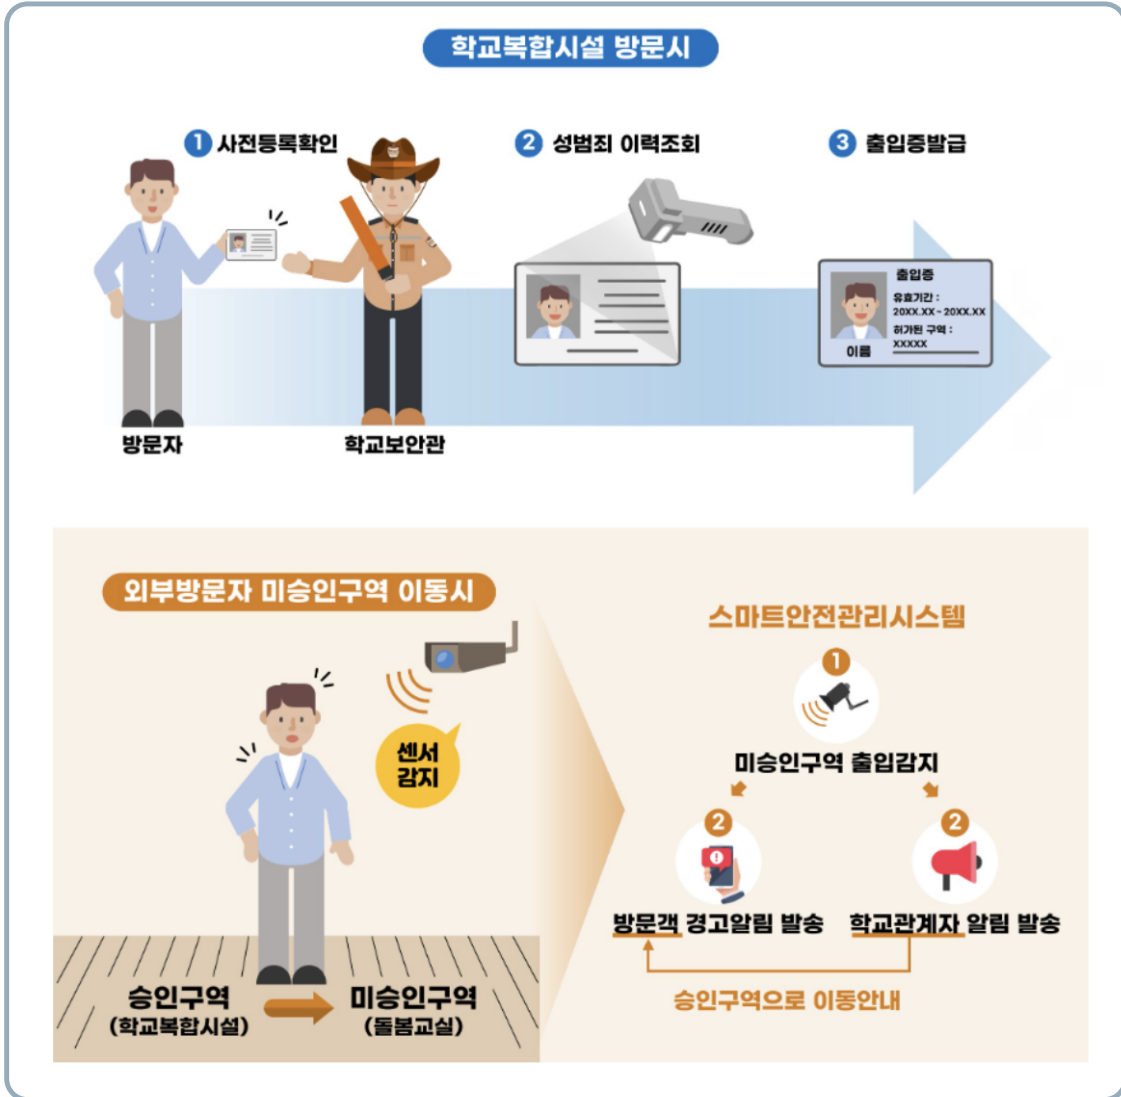 학교복합시설 방문시
1 사전등록확인
2 성범죄 이력조회
3 출입증발급
출입증
유효기간 :
20XX.XX ~ 20XX.XX
허가된 구역 :
XXXXX
이름
방문자
학교보안관
외부방문자 미승인구역 이동시
센서
감지
승인구역
(학교복합시설)
미승인구역
(돌봄교실)
스마트안전관리시스템
1
미승인구역 출입감지
2
방문객 경고알림 발송
2
학교관계자 알림 발송
승인구역으로 이동안내